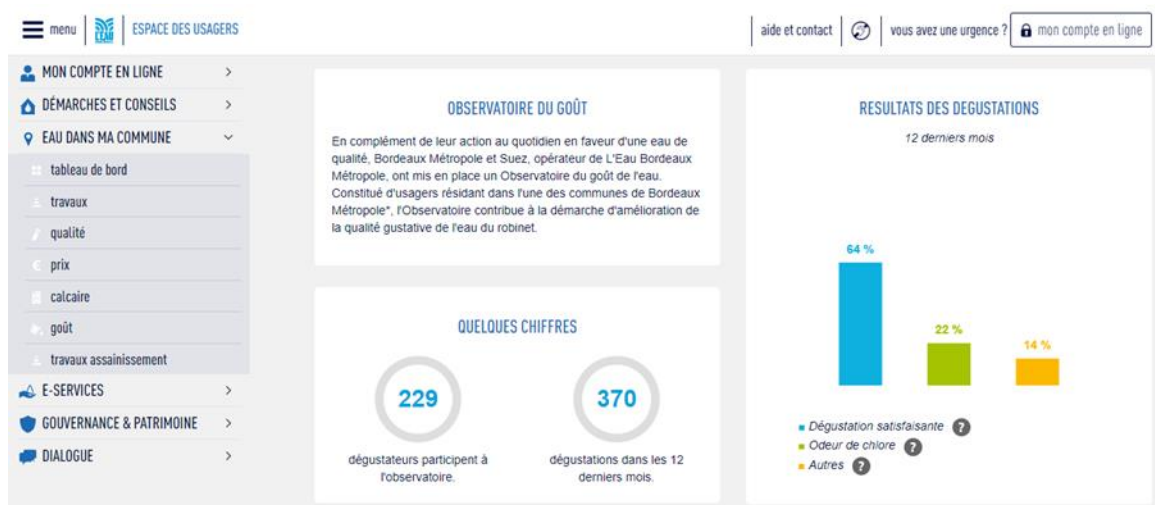 menu
L'EAU
ESPACE DES USAGERS
aide et contact
vous avez une urgence ?
mon compte en ligne
MON COMPTE EN LIGNE
DÉMARCHES ET CONSEILS
EAU DANS MA COMMUNE
tableau de bord
travaux
qualité
prix
calcaire
goût
travaux assainissement
E-SERVICES
GOUVERNANCE & PATRIMOINE
DIALOGUE
OBSERVATOIRE DU GOÛT
En complément de leur action au quotidien en faveur d'une eau de
qualité, Bordeaux Métropole et Suez, opérateur de L'Eau Bordeaux
Métropole, ont mis en place un Observatoire du goût de l'eau.
Constitué d'usagers résidant dans l'une des communes de Bordeaux
Métropole*, l'Observatoire contribue à la démarche d'amélioration de
la qualité gustative de l'eau du robinet.
QUELQUES CHIFFRES
229
dégustateurs participent à
l'observatoire.
370
dégustations dans les 12
derniers mois.
RESULTATS DES DEGUSTATIONS
12 derniers mois
64 %
22 %
14 %
Dégustation satisfaisante ?
Odeur de chlore ?
Autres ?